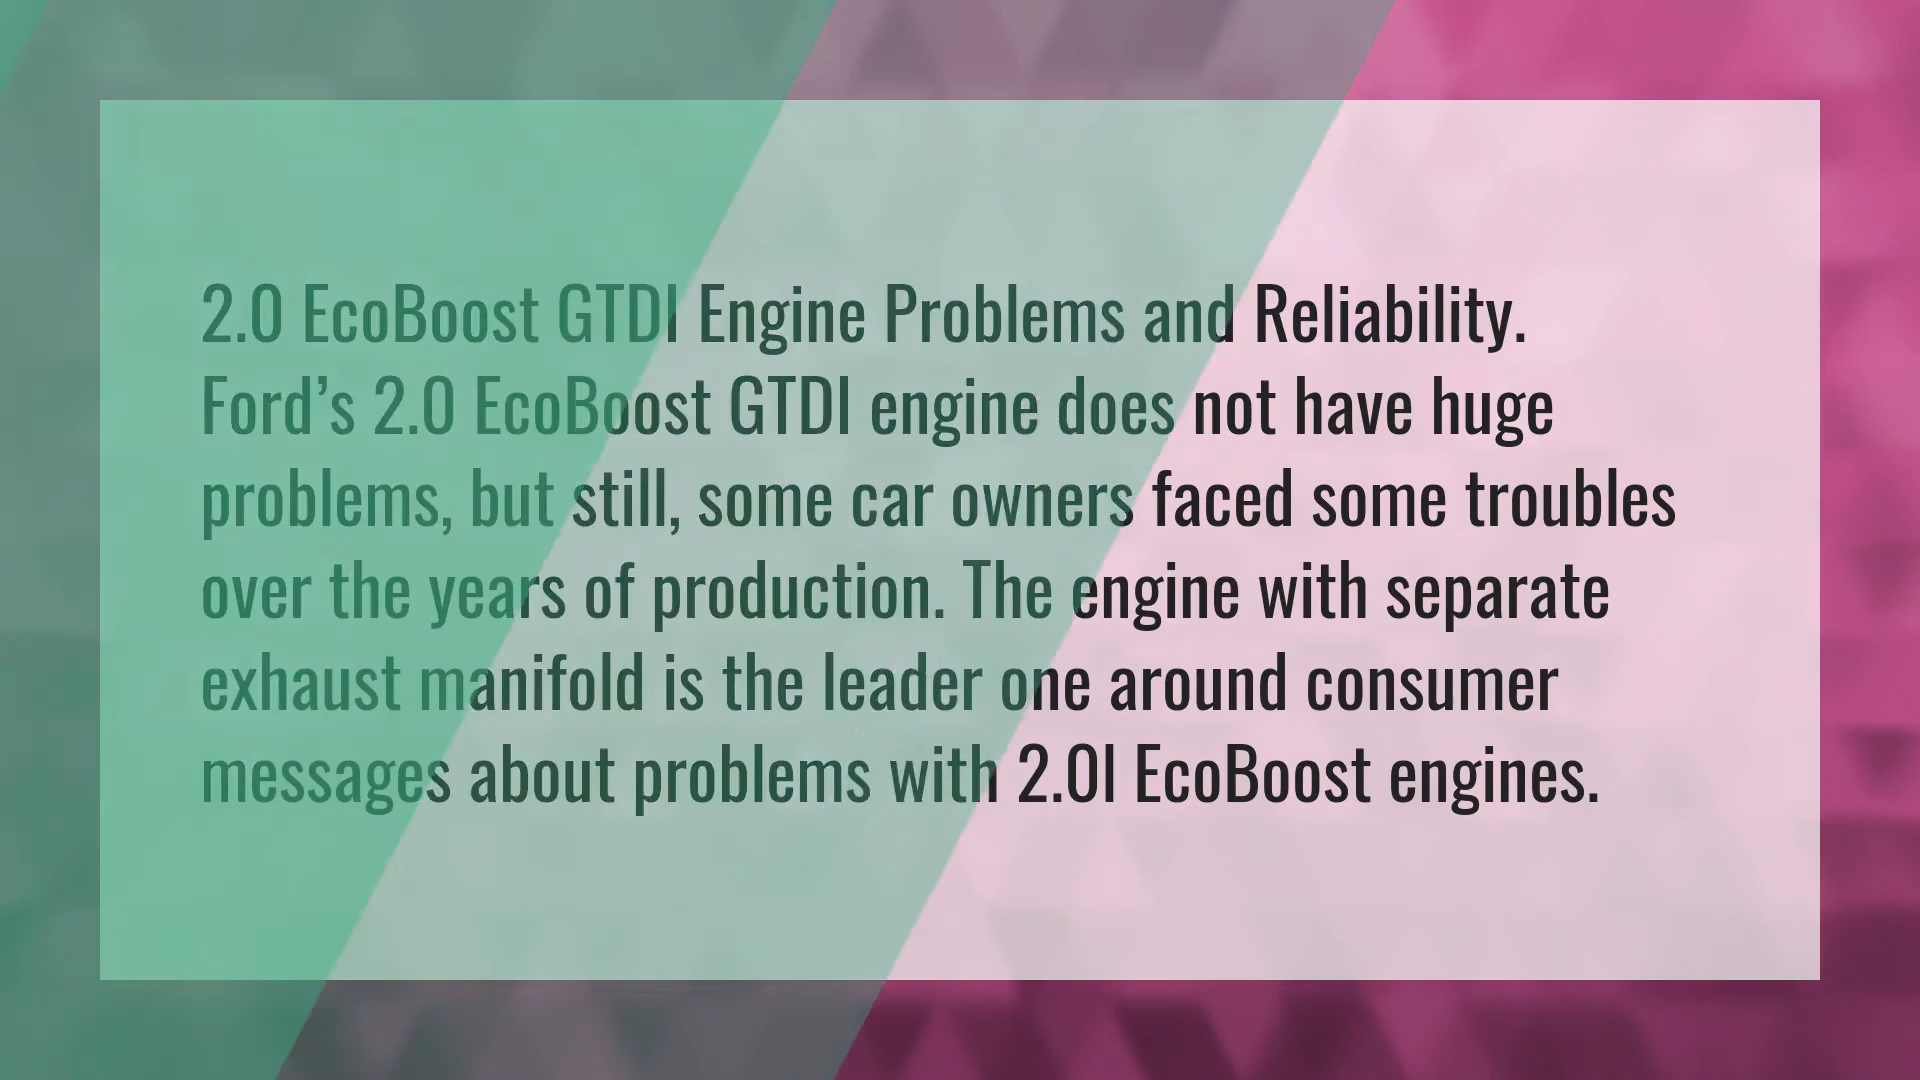 2.0 EcoBoost GTDI Engine Problems and Reliability.
Ford’s 2.0 EcoBoost GTDI engine does not have huge
problems, but still, some car owners faced some troubles
over the years of production. The engine with separate
exhaust manifold is the leader one around consumer
messages about problems with 2.0l EcoBoost engines.